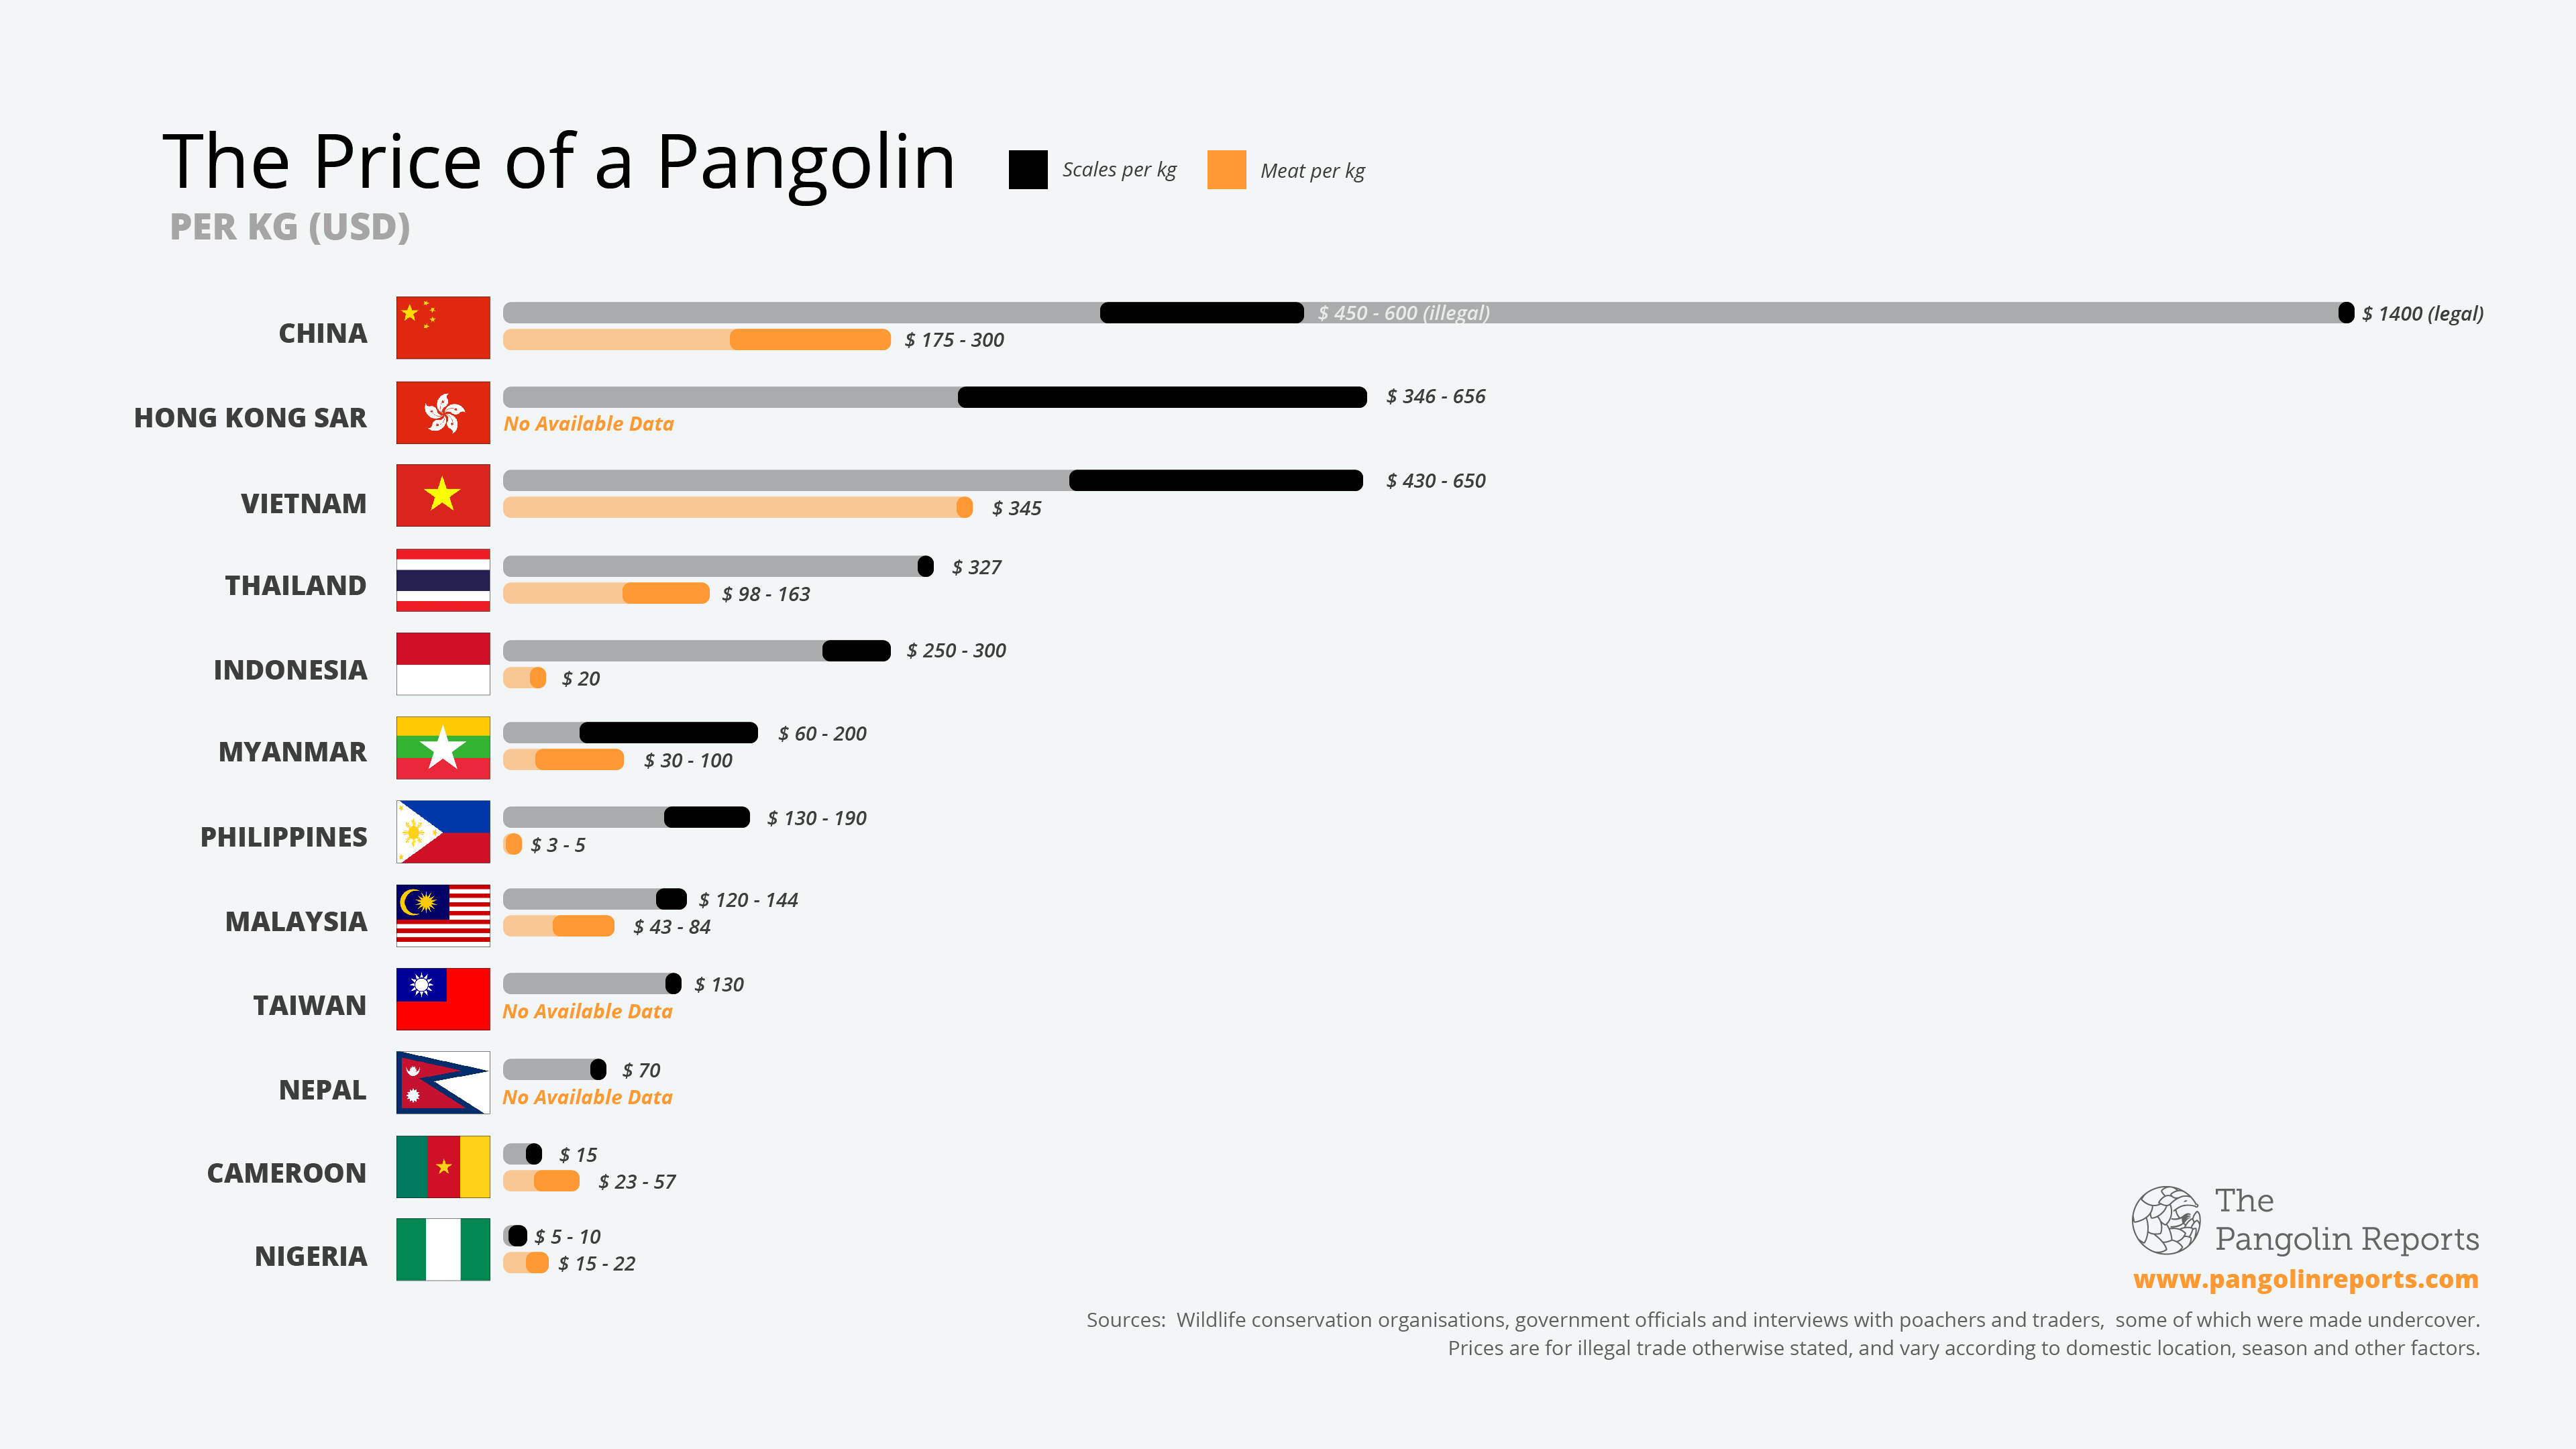 The Price of a Pangolin
Scales per kg
Meat per kg
PER KG (USD)
CHINA
$ 450 - 600 (illegal)
$ 1400 (legal)
$ 175 - 300
HONG KONG SAR
$ 346 - 656
No Available Data
VIETNAM
$ 430 - 650
$ 345
THAILAND
$ 327
$ 98 - 163
INDONESIA
$ 250 - 300
$ 20
MYANMAR
$ 60 - 200
$ 30 - 100
PHILIPPINES
$ 130 - 190
$ 3 - 5
MALAYSIA
$ 120 - 144
$ 43 - 84
TAIWAN
$ 130
No Available Data
NEPAL
$ 70
No Available Data
CAMEROON
$ 15
$ 23 - 57
NIGERIA
$ 5 - 10
$ 15 - 22
The
Pangolin Reports
www.pangolinreports.com
Sources:  Wildlife conservation organisations, government officials and interviews with poachers and traders,  some of which were made undercover.
Prices are for illegal trade otherwise stated, and vary according to domestic location, season and other factors.